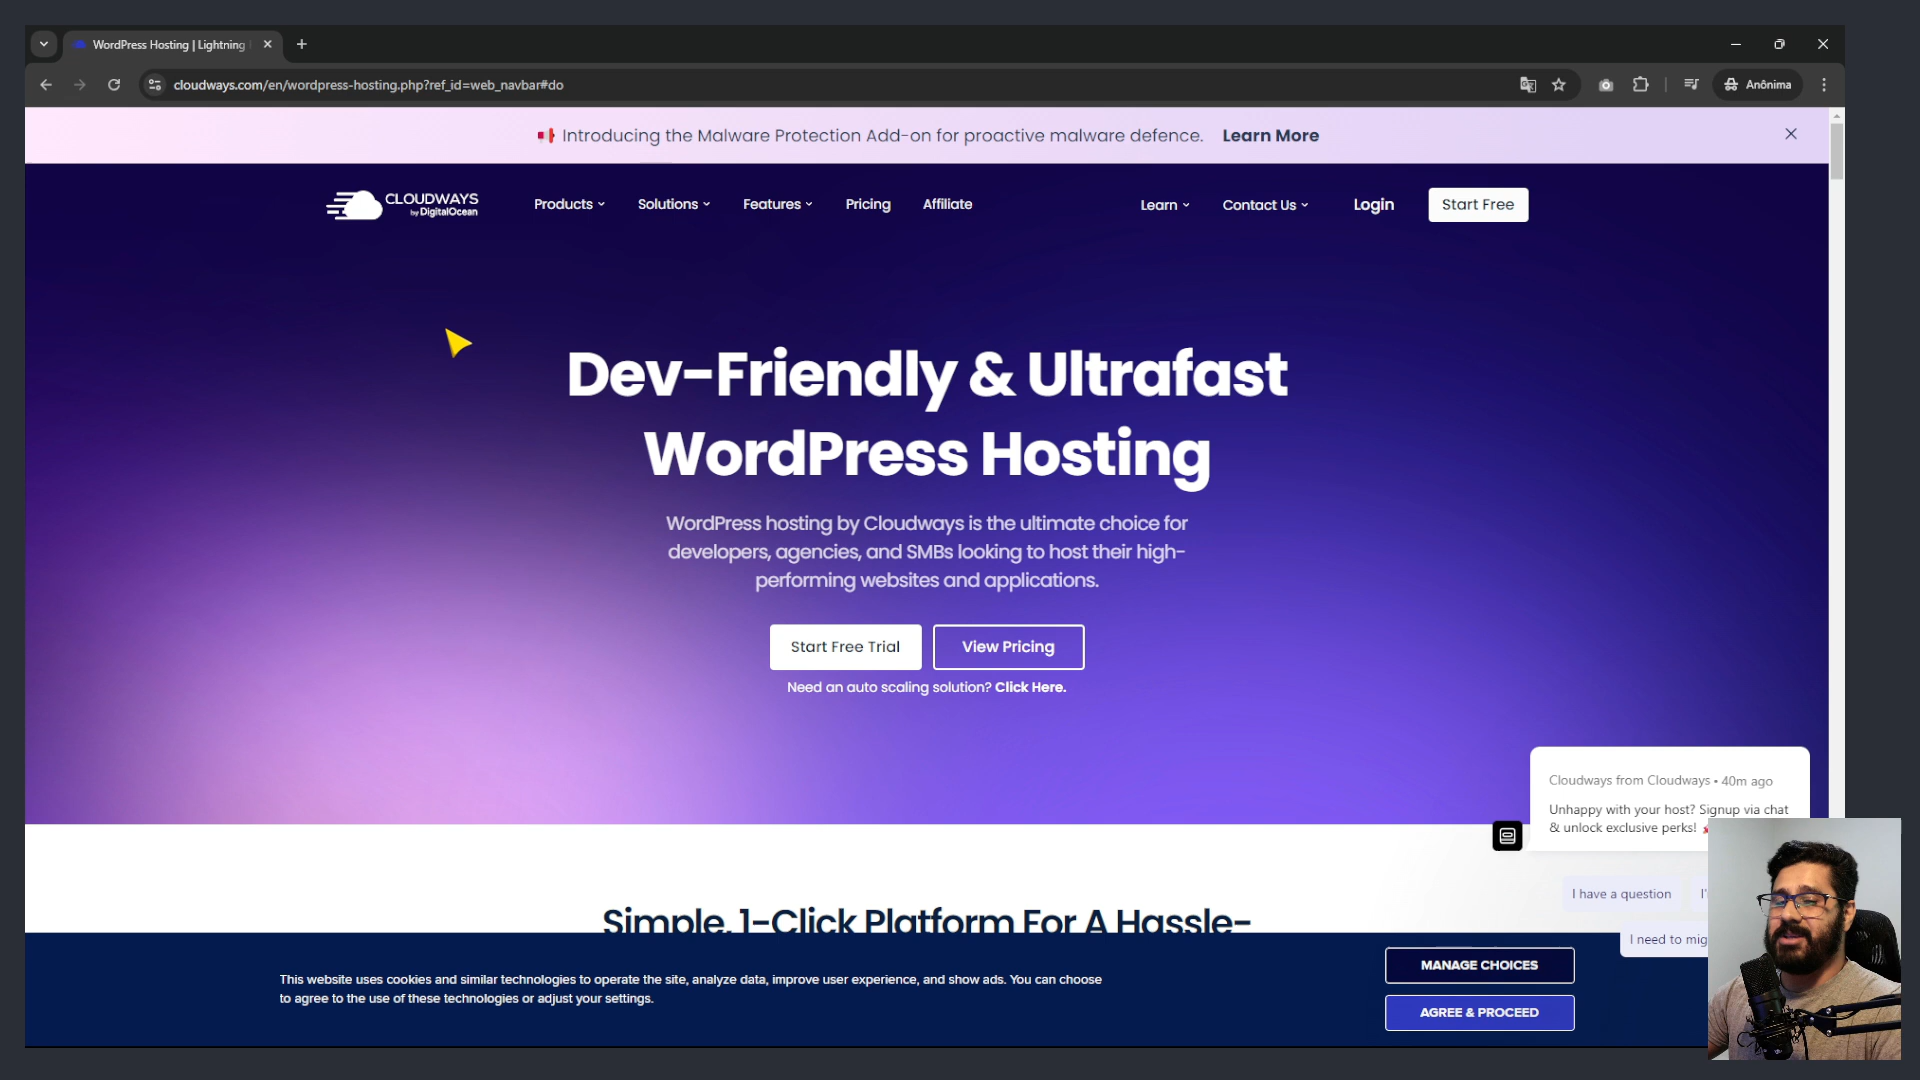 WordPress Hosting | Lightning
cloudways.com/en/wordpress-hosting.php?ref_id=web_navbar#do
Anônima
Introducing the Malware Protection Add-on for proactive malware defence. Learn More
CLOUDWAYS
by DigitalOcean
Products
Solutions
Features
Pricing
Affiliate
Learn
Contact Us
Login
Start Free
Dev-Friendly & Ultrafast
WordPress Hosting
WordPress hosting by Cloudways is the ultimate choice for
developers, agencies, and SMBs looking to host their high-
performing websites and applications.
Start Free Trial
View Pricing
Need an auto scaling solution? Click Here.
Cloudways from Cloudways • 40m ago
Unhappy with your host? Signup via chat
& unlock exclusive perks!
I have a question
I need to mig
Simple, 1-Click Platform For A Hassle-
This website uses cookies and similar technologies to operate the site, analyze data, improve user experience, and show ads. You can choose
to agree to the use of these technologies or adjust your settings.
MANAGE CHOICES
AGREE & PROCEED